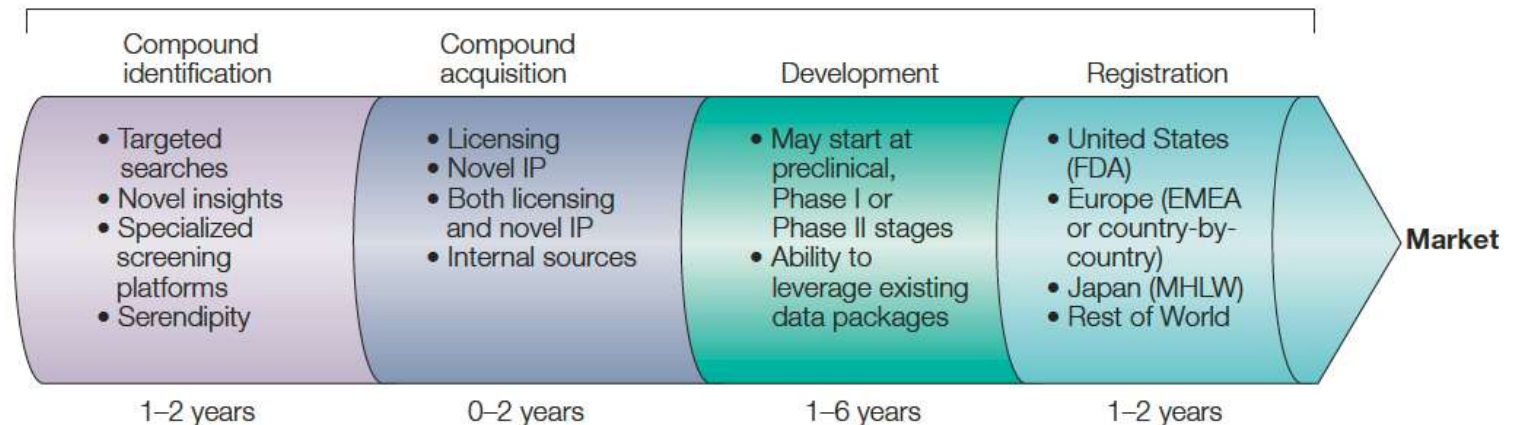 Compound
identification
Compound
acquisition
Development
Registration
• Targeted
searches
• Novel insights
• Specialized
screening
platforms
• Serendipity
• Licensing
• Novel IP
• Both licensing
and novel IP
• Internal sources
• May start at
preclinical,
Phase I or
Phase II stages
• Ability to
leverage existing
data packages
• United States
(FDA)
• Europe (EMEA
or country-by-
country)
• Japan (MHLW)
• Rest of World
Market
1–2 years
0–2 years
1–6 years
1–2 years